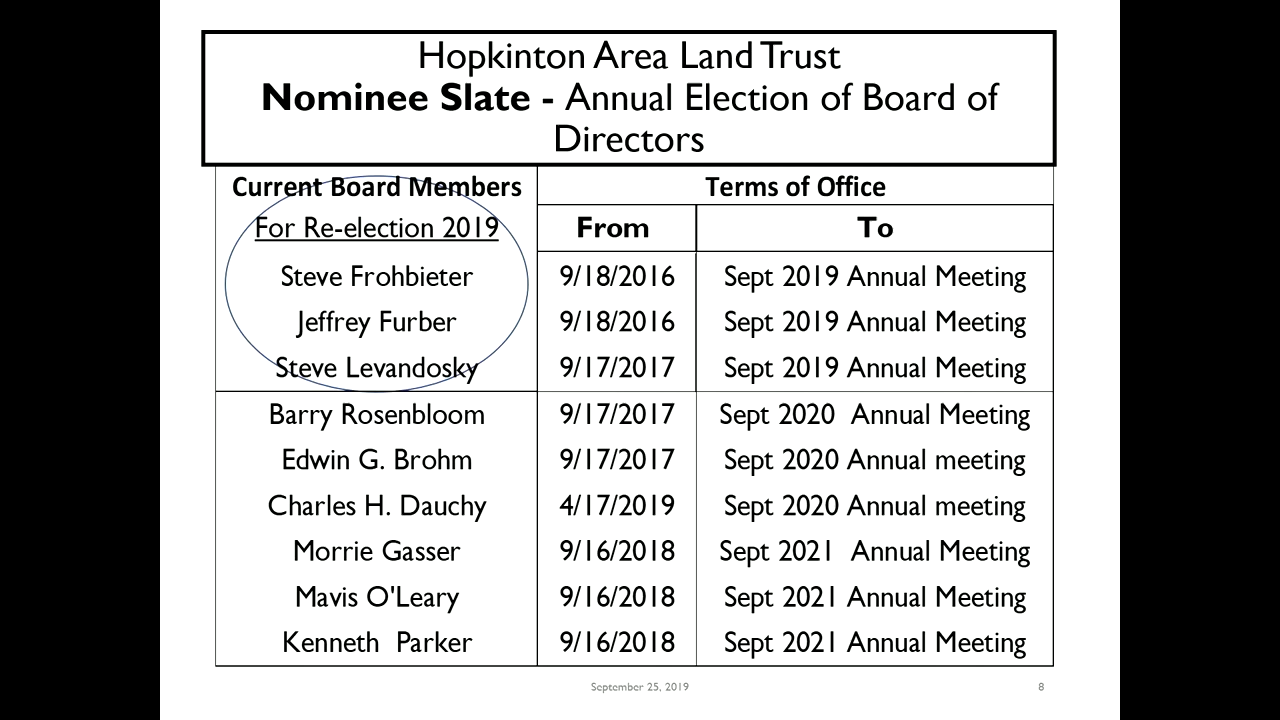 Hopkinton Area Land Trust
Nominee Slate - Annual Election of Board of
Directors
Current Board Members Terms of Office
For Re-election 2019 From To
Steve Frohbieter 9/18/2016 Sept 2019 Annual Meeting
Jeffrey Furber 9/18/2016 Sept 2019 Annual Meeting
Steve Levandosky 9/17/2017 Sept 2019 Annual Meeting
Barry Rosenbloom 9/17/2017 Sept 2020  Annual Meeting
Edwin G. Brohm 9/17/2017 Sept 2020 Annual meeting
Charles H. Dauchy 4/17/2019 Sept 2020 Annual meeting
Morrie Gasser 9/16/2018 Sept 2021  Annual Meeting
Mavis O'Leary 9/16/2018 Sept 2021 Annual Meeting
Kenneth  Parker 9/16/2018 Sept 2021 Annual Meeting
September 25, 2019 8